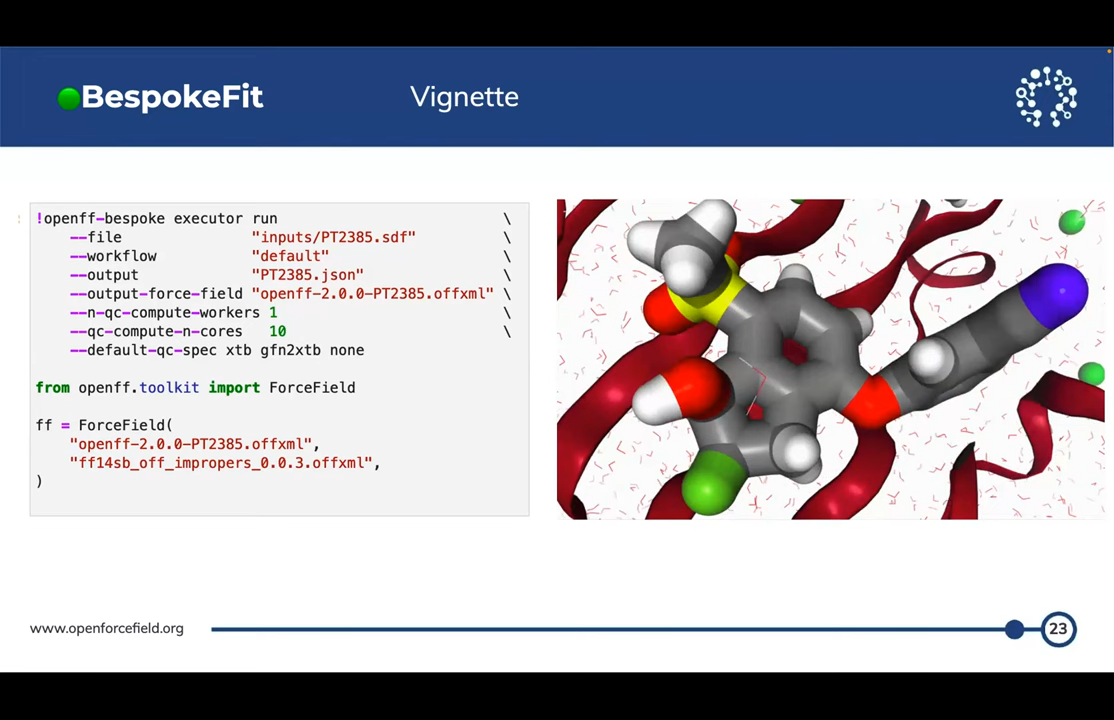 BespokeFit
Vignette
!openff-bespoke executor run \
--file "inputs/PT2385.sdf" \
--workflow "default" \
--output "PT2385.json" \
--output-force-field "openff-2.0.0-PT2385.offxml" \
--n-qc-compute-workers 1 \
--qc-compute-n-cores 10 \
--default-qc-spec xtb gfn2xtb none
from openff.toolkit import ForceField
ff = ForceField(
"openff-2.0.0-PT2385.offxml",
"ff14sb_off_impropers_0.0.3.offxml",
)
www.openforcefield.org
23